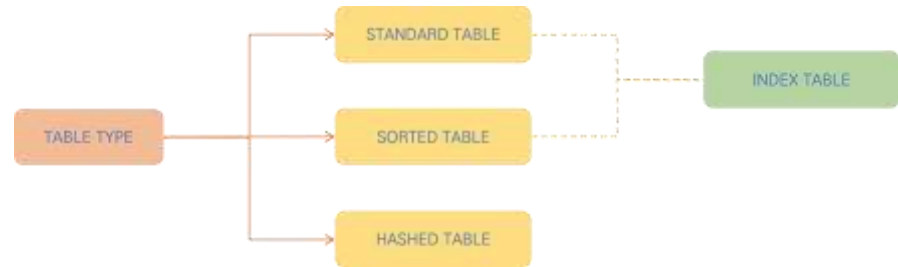 STANDARD TABLE
INDEX TABLE
TABLE TYPE
SORTED TABLE
HASHED TABLE